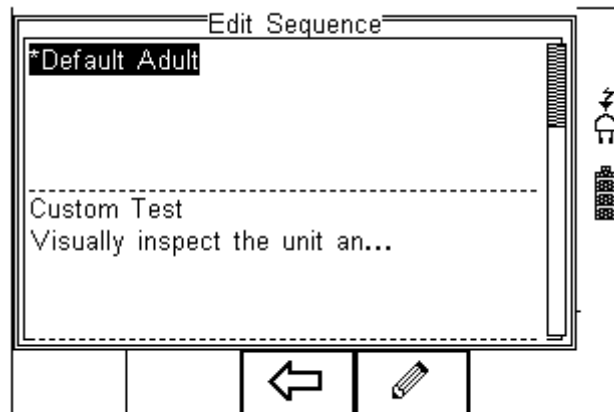 Edit Sequence
*Default Adult
Custom Test
Visually inspect the unit an...